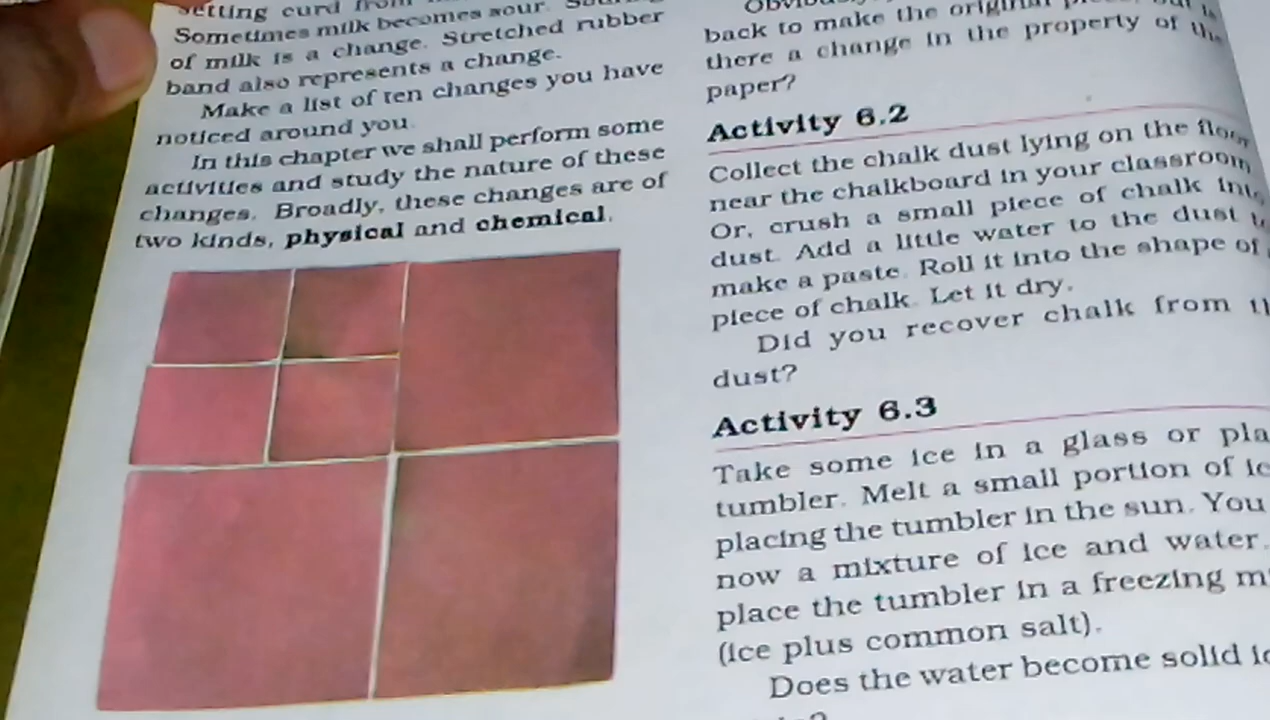 setting curd from
Sometimes milk becomes sour.
of milk is a change. Stretched rubber
band also represents a change.
Make a list of ten changes you have
noticed around you.
In this chapter we shall perform some
activities and study the nature of these
changes. Broadly, these changes are of
two kinds, physical and chemical.
back to make the original
there a change in the property of the
paper?
Activity 6.2
Collect the chalk dust lying on the floor
near the chalkboard in your classroom
Or, crush a small piece of chalk into
dust. Add a little water to the dust
make a paste. Roll it into the shape of
piece of chalk. Let it dry.
Did you recover chalk from
dust?
Activity 6.3
Take some ice in a glass or
tumbler. Melt a small portion of
placing the tumbler in the sun. You
now a mixture of ice and water.
place the tumbler in a freezing
(ice plus common salt).
Does the water become solid